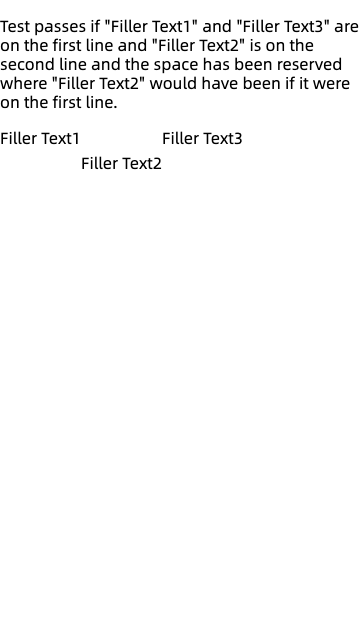 Test passes if "Filler Text1" and "Filler Text3" are
on the first line and "Filler Text2" is on the
second line and the space has been reserved
where "Filler Text2" would have been if it were
on the first line.
Filler Text1 Filler Text3
Filler Text2